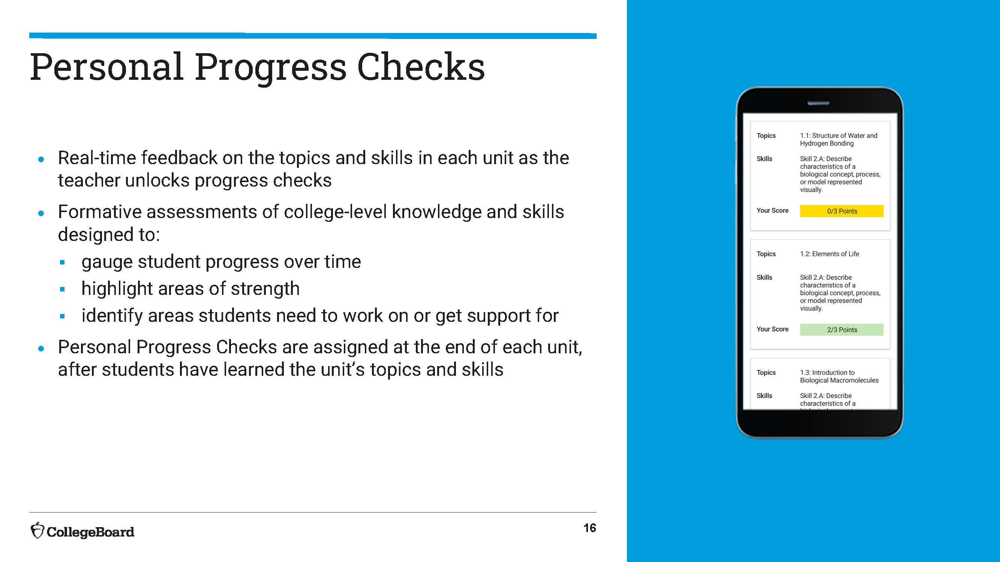 Personal Progress Checks
• Real-time feedback on the topics and skills in each unit as the
teacher unlocks progress checks
• Formative assessments of college-level knowledge and skills
designed to:
▪ gauge student progress over time
▪ highlight areas of strength
▪ identify areas students need to work on or get support for
• Personal Progress Checks are assigned at the end of each unit,
after students have learned the unit’s topics and skills
CollegeBoard
16
Topics 1.1: Structure of Water and
Hydrogen Bonding
Skills Skill 2.A: Describe
characteristics of a
biological concept, process,
or model represented
visually.
Your Score 0/3 Points
Topics 1.2: Elements of Life
Skills Skill 2.A: Describe
characteristics of a
biological concept, process,
or model represented
visually.
Your Score 2/3 Points
Topics 1.3: Introduction to
Biological Macromolecules
Skills Skill 2.A: Describe
characteristics of a